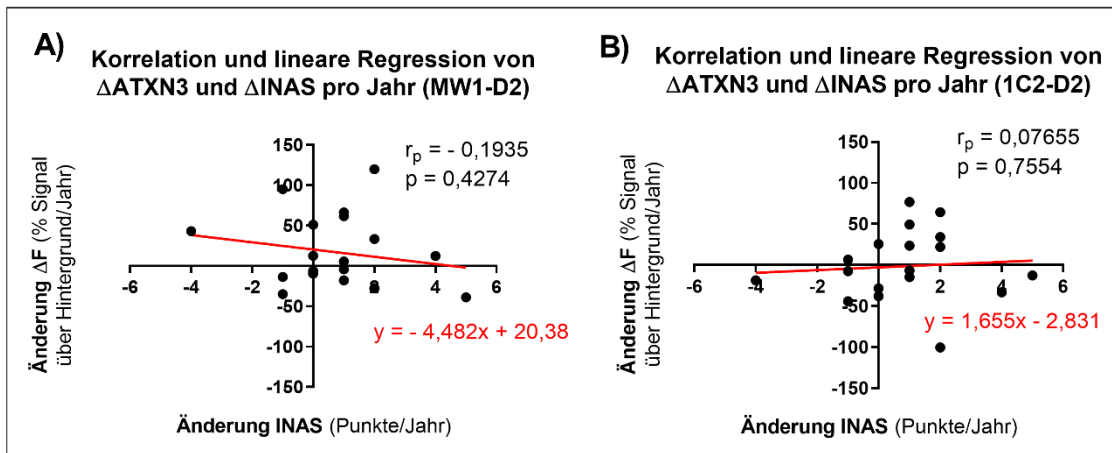 A)
Korrelation und lineare Regression von
ΔATXN3 und ΔINAS pro Jahr (MW1-D2)
Änderung ΔF (% Signal
über Hintergrund/Jahr)
150
100
50
-50
-100
-150
-6
-4
-2
2
4
6
rp = - 0,1935
p = 0,4274
y = - 4,482x + 20,38
Änderung INAS (Punkte/Jahr)
B)
Korrelation und lineare Regression von
ΔATXN3 und ΔINAS pro Jahr (1C2-D2)
Änderung ΔF (% Signal
über Hintergrund/Jahr)
150
100
50
-50
-100
-150
-6
-4
-2
2
4
6
rp = 0,07655
p = 0,7554
y = 1,655x - 2,831
Änderung INAS (Punkte/Jahr)